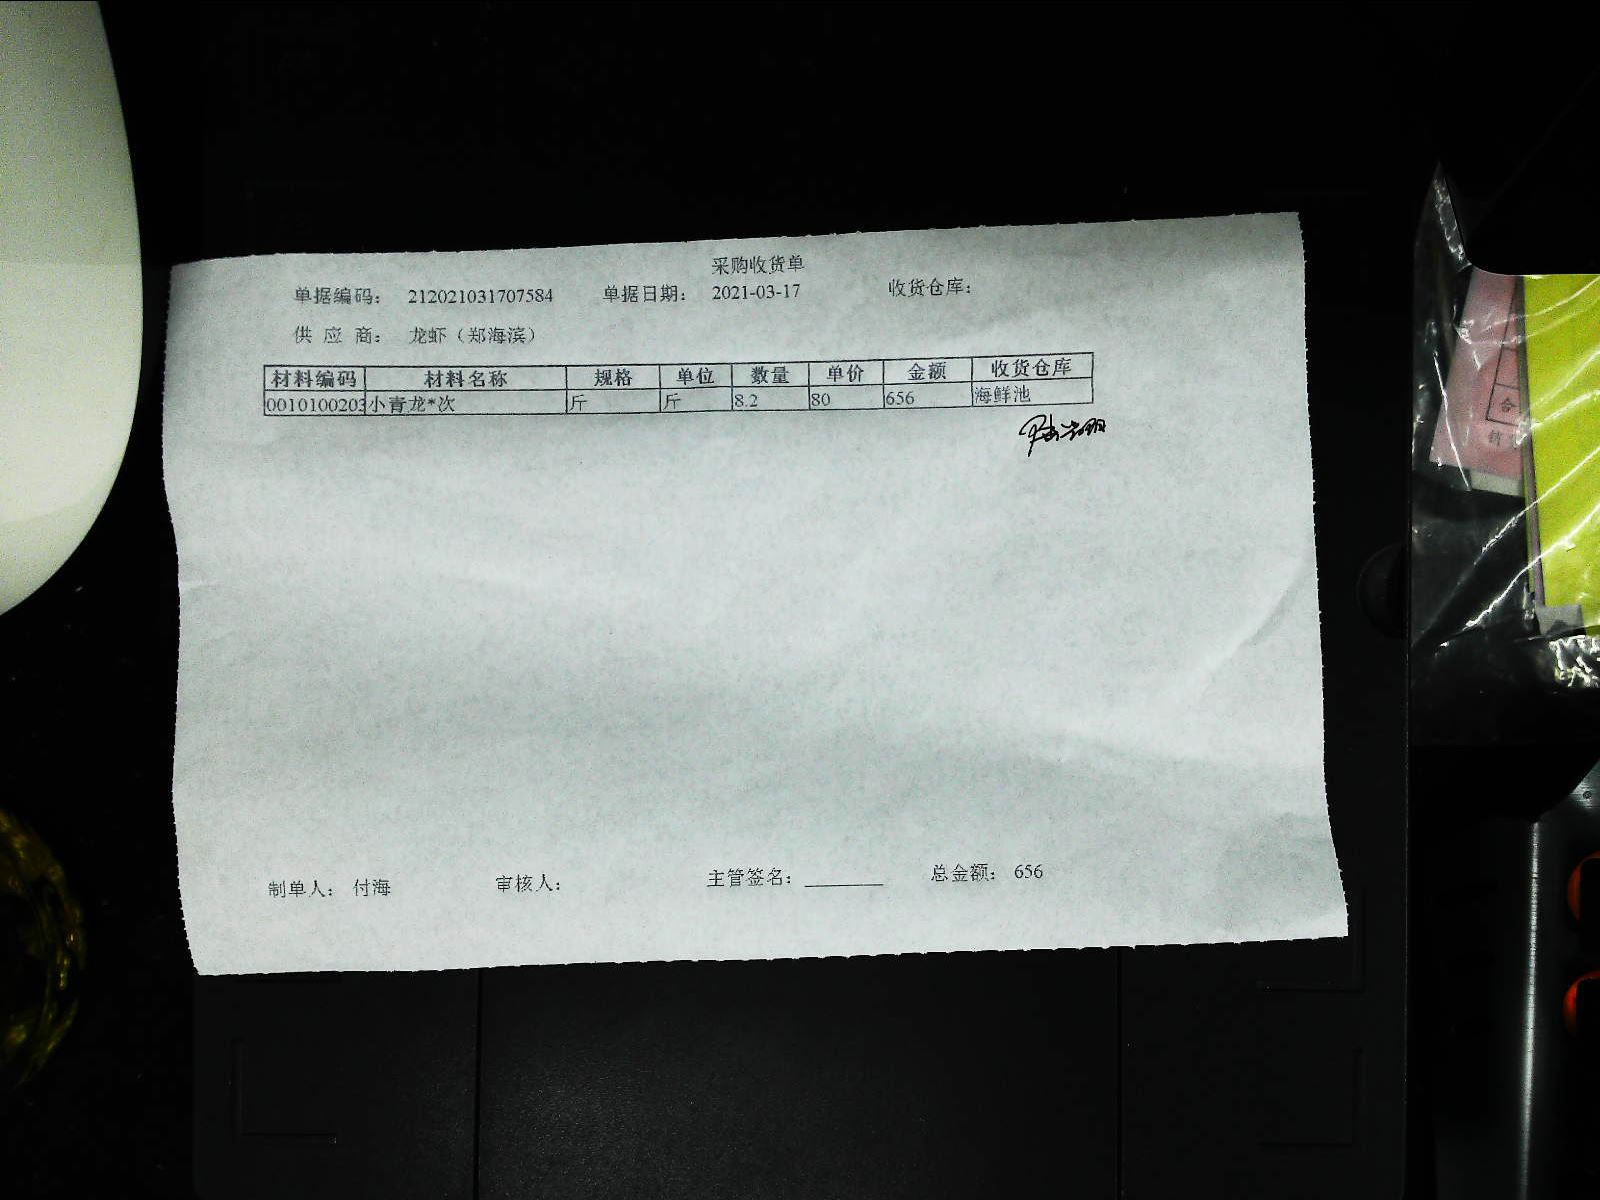 采购收货单
单据编码: 212021031707584 单据日期: 2021-03-17 收货仓库:
供 应 商: 龙虾（郑海滨）
材料编码 材料名称 规格 单位 数量 单价 金额 收货仓库
0010100203 小青龙*次 斤 斤 8.2 80 656 海鲜池
制单人: 付海 审核人: 主管签名: ________ 总金额: 656
合